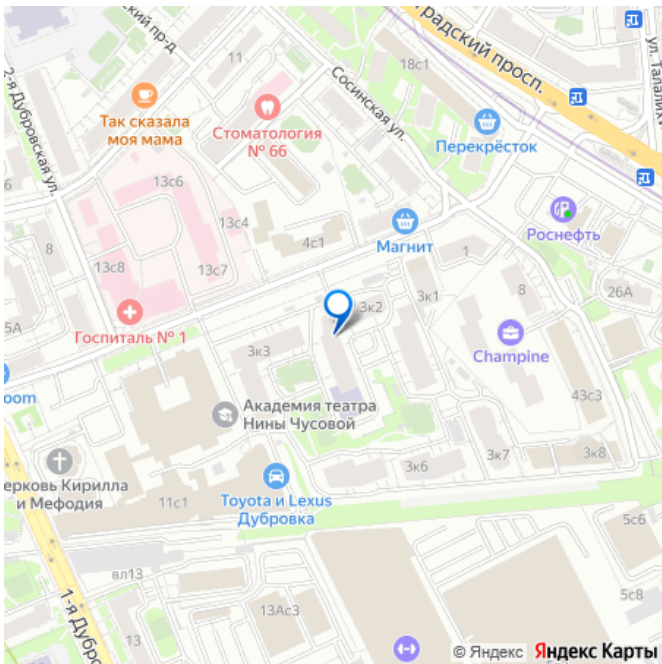 ский пр-д
11
18с1
градский просп.
ул. Талалих
2-я Дубровская ул.
Так сказала
моя мама
Стоматология
№ 66
Сосинская ул.
Перекрёсток
13с6
13с4
4с1
Магнит
Роснефть
8
13с8
13с7
1
3к2
3к1
8
26А
5А
Госпиталь № 1
3к3
Champine
oom
Академия театра
Нины Чусовой
43с3
ерковь Кирилла
и Мефодия
11с1
Toyota и Lexus
Дубровка
3к6
3к7
3к8
5с6
вл13
1-я Дубро
13
13Ас3
5с8
© Яндекс Яндекс Карты